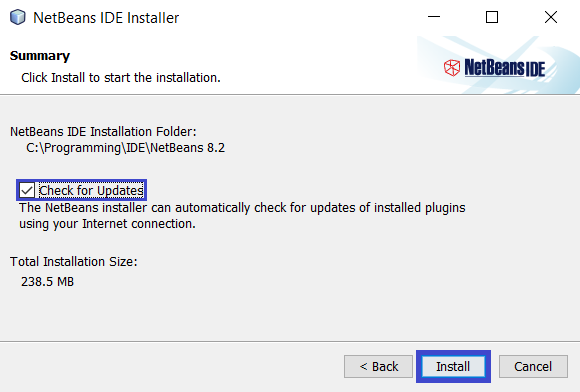 NetBeans IDE Installer
Summary
Click Install to start the installation.
NetBeans IDE
NetBeans IDE Installation Folder:
C:\Programming\IDE\NetBeans 8.2
Check for Updates
The NetBeans installer can automatically check for updates of installed plugins
using your Internet connection.
Total Installation Size:
238.5 MB
< Back
Install
Cancel